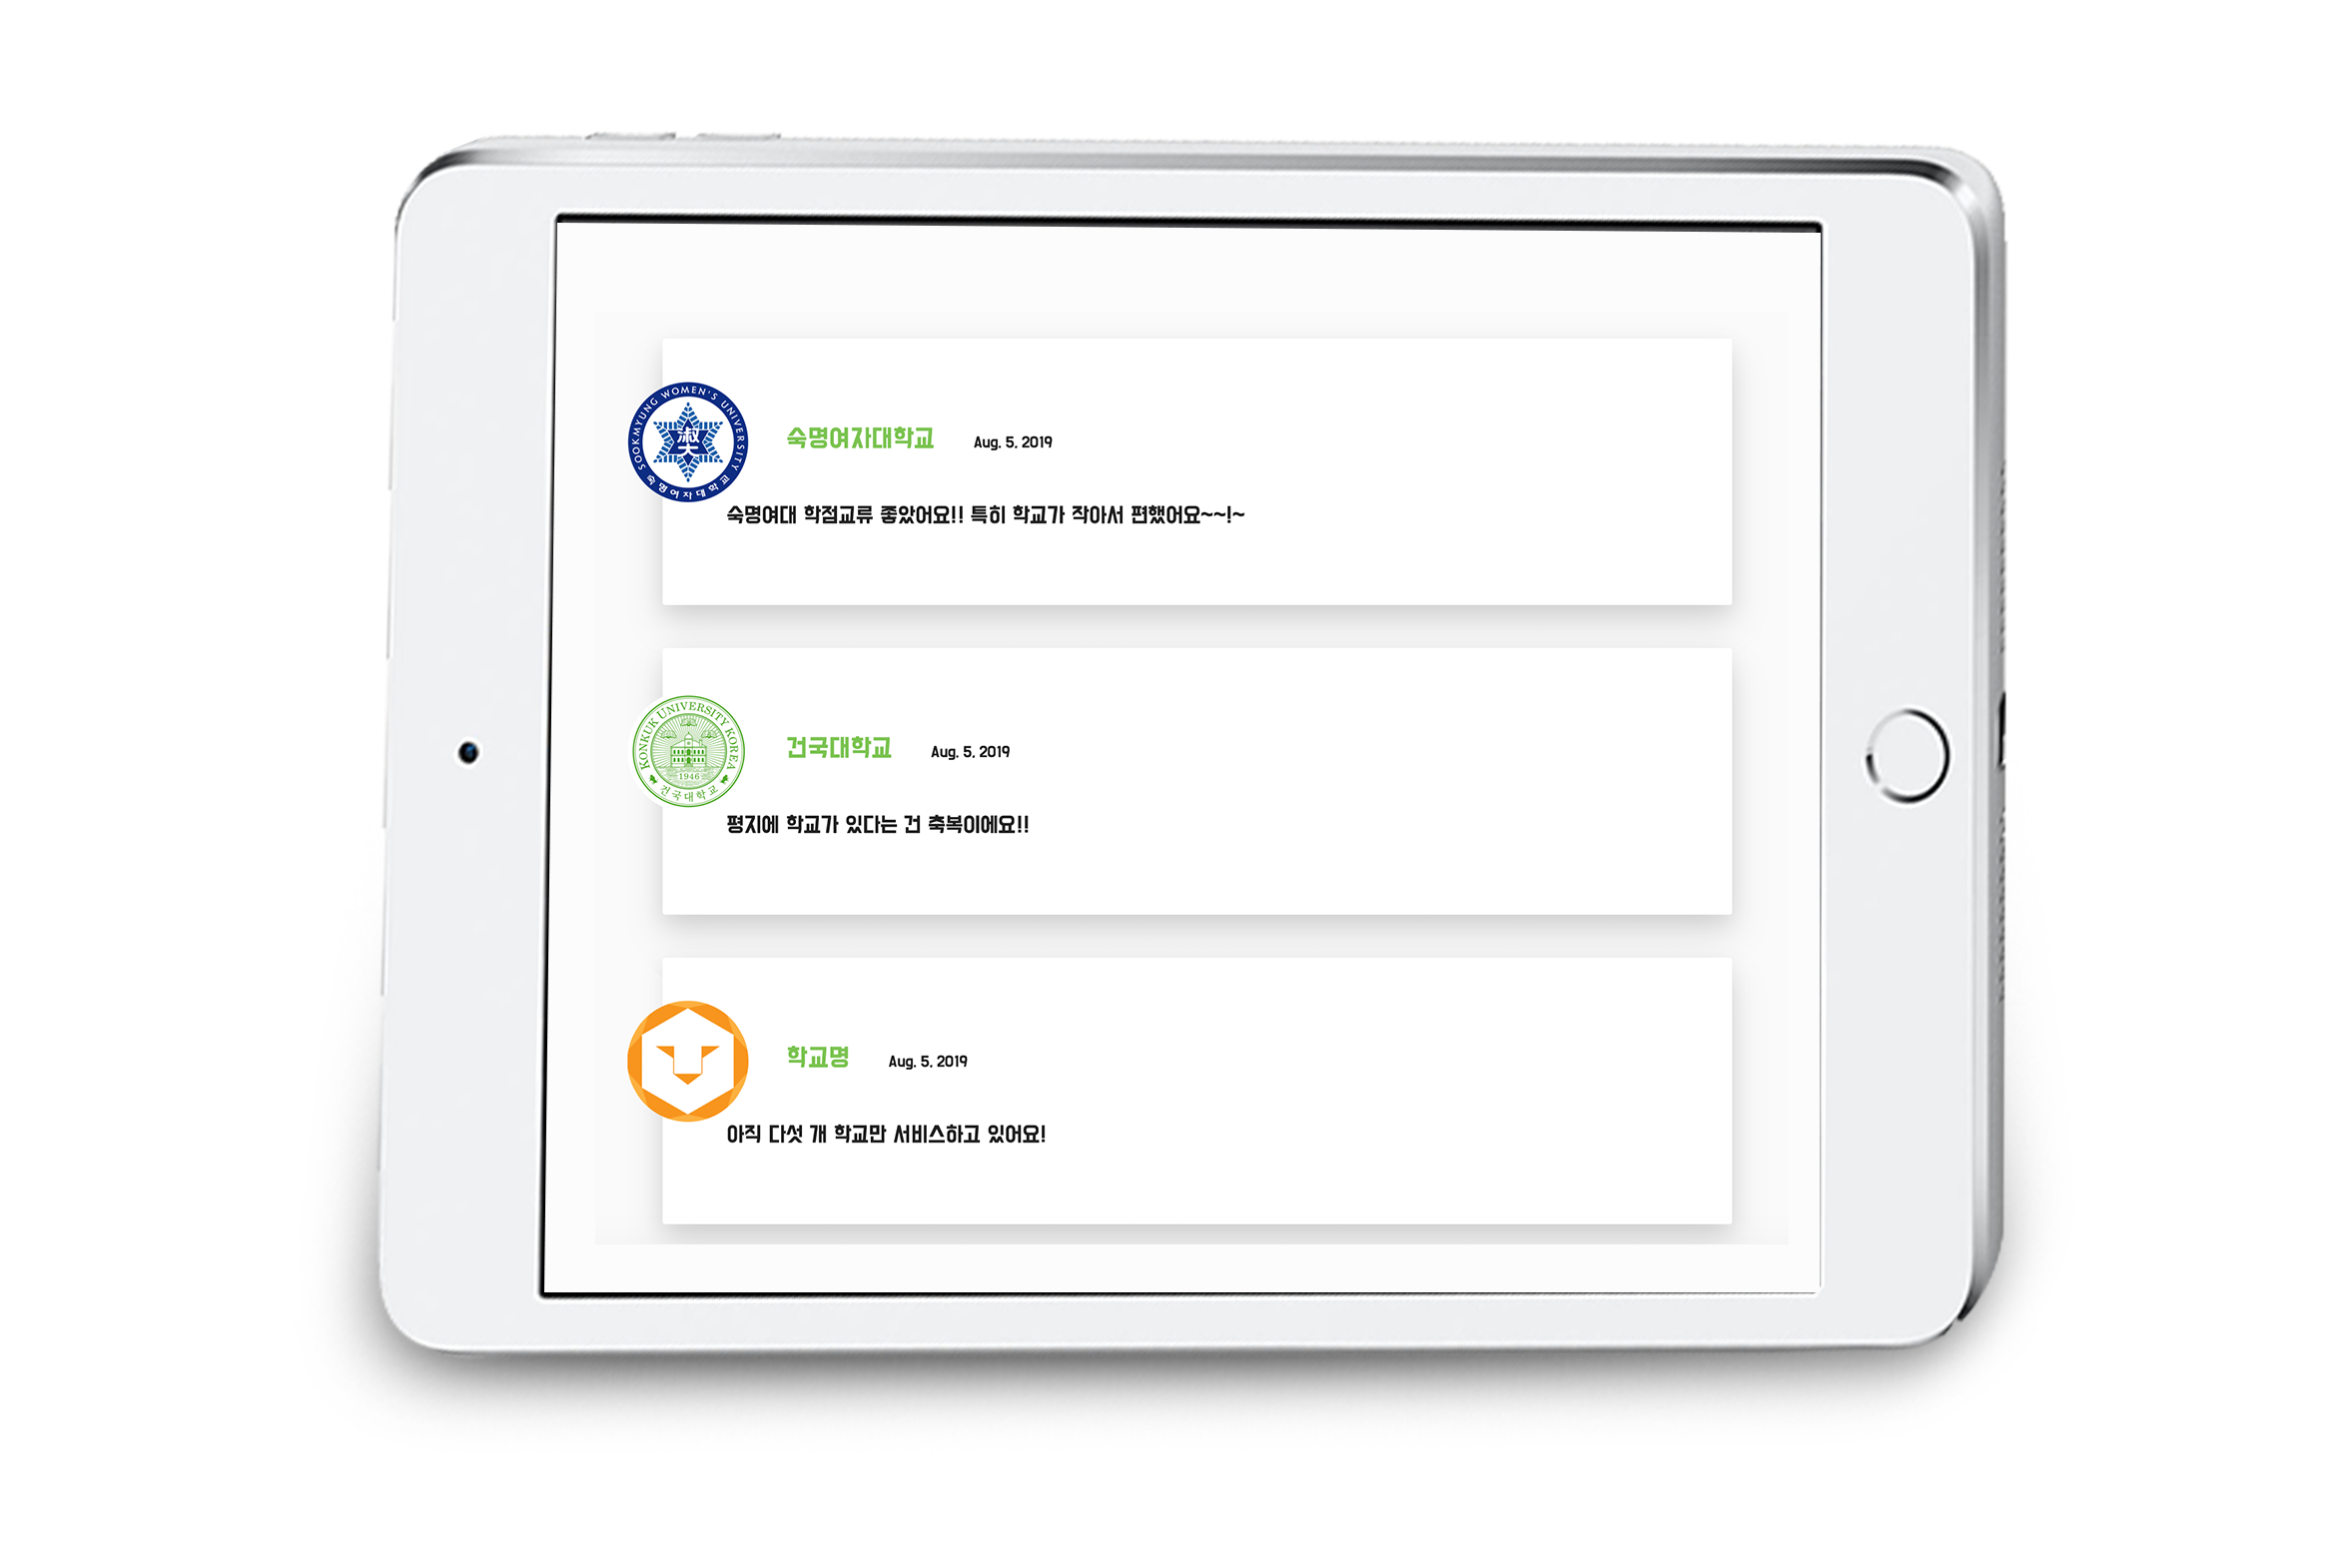 SOOKMYUNG WOMEN'S UNIVERSITY
淑大
숙명여자대학교
숙명여자대학교 Aug. 5, 2019
숙명여대 학점교류 좋았어요!! 특히 학교가 작아서 편했어요~~!~
KONKUK UNIVERSITY KOREA
1946
건국대학교
건국대학교 Aug. 5, 2019
평지에 학교가 있다는 건 축복이에요!!
학교명 Aug. 5, 2019
아직 다섯 개 학교만 서비스하고 있어요!